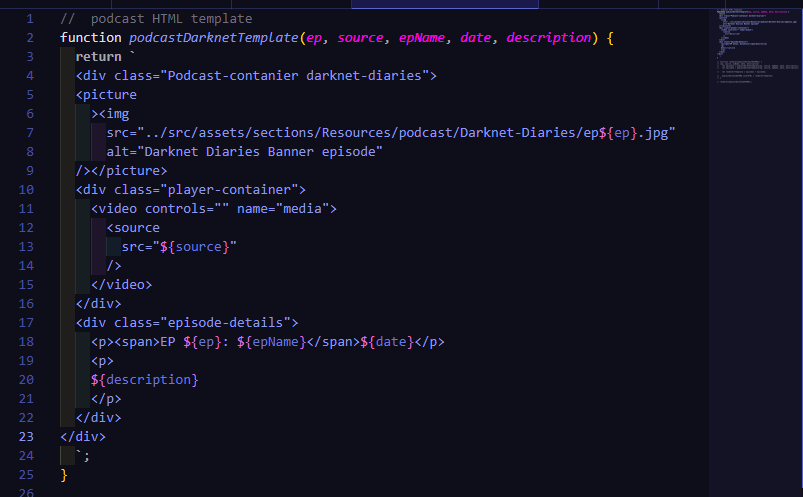 1 //  podcast HTML template
2 function podcastDarknetTemplate(ep, source, epName, date, description) {
3   return `
4   <div class="Podcast-contanier darknet-diaries">
5   <picture
6     ><img
7       src="../src/assets/sections/Resources/podcast/Darknet-Diaries/ep${ep}.jpg"
8       alt="Darknet Diaries Banner episode"
9   /></picture>
10   <div class="player-container">
11     <video controls="" name="media">
12       <source
13         src="${source}"
14       />
15     </video>
16   </div>
17   <div class="episode-details">
18     <p><span>EP ${ep}: ${epName}</span>${date}</p>
19     <p>
20     ${description}
21     </p>
22   </div>
23 </div>
24   `;
25 }
26